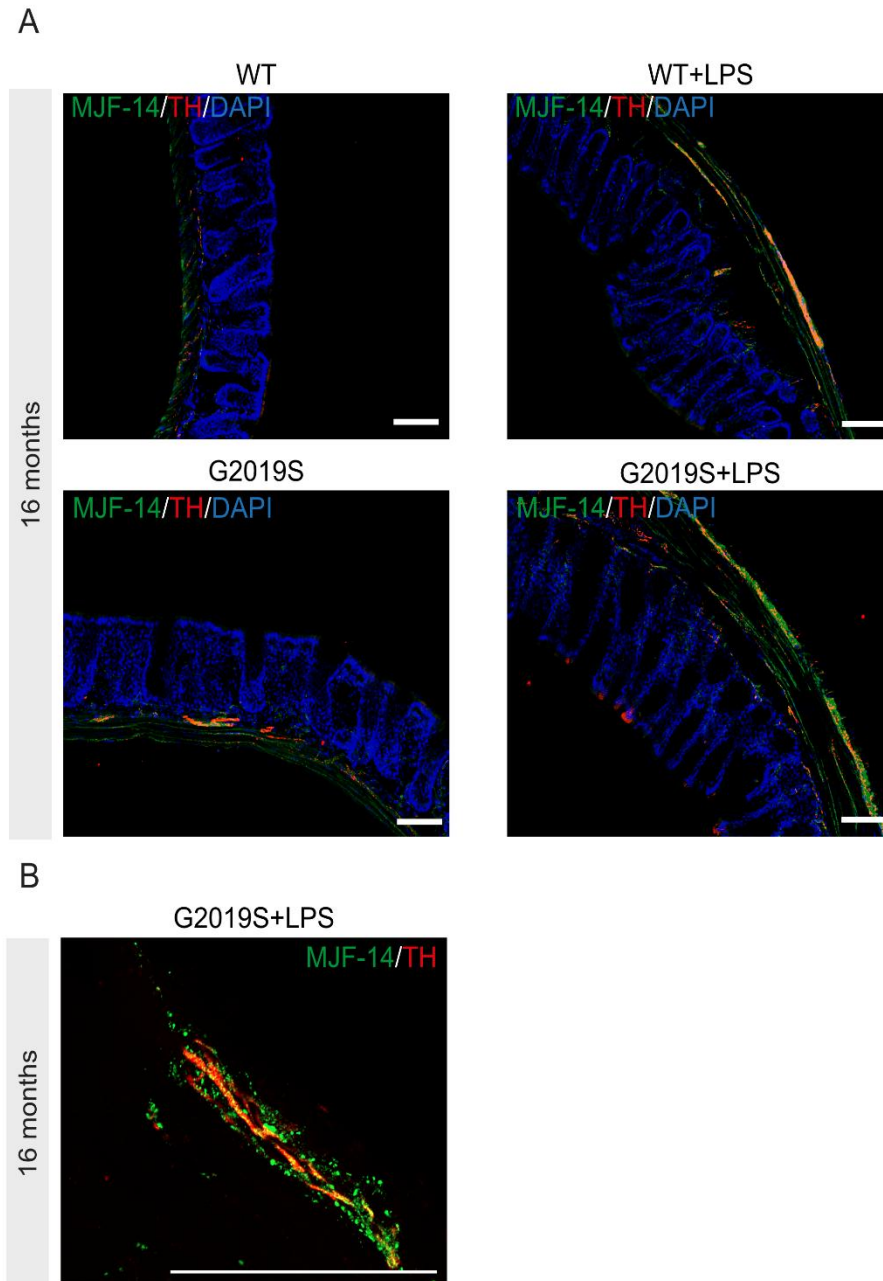 A
WT
WT+LPS
MJF-14/TH/DAPI
MJF-14/TH/DAPI
16 months
G2019S
G2019S+LPS
MJF-14/TH/DAPI
MJF-14/TH/DAPI
B
G2019S+LPS
MJF-14/TH
16 months